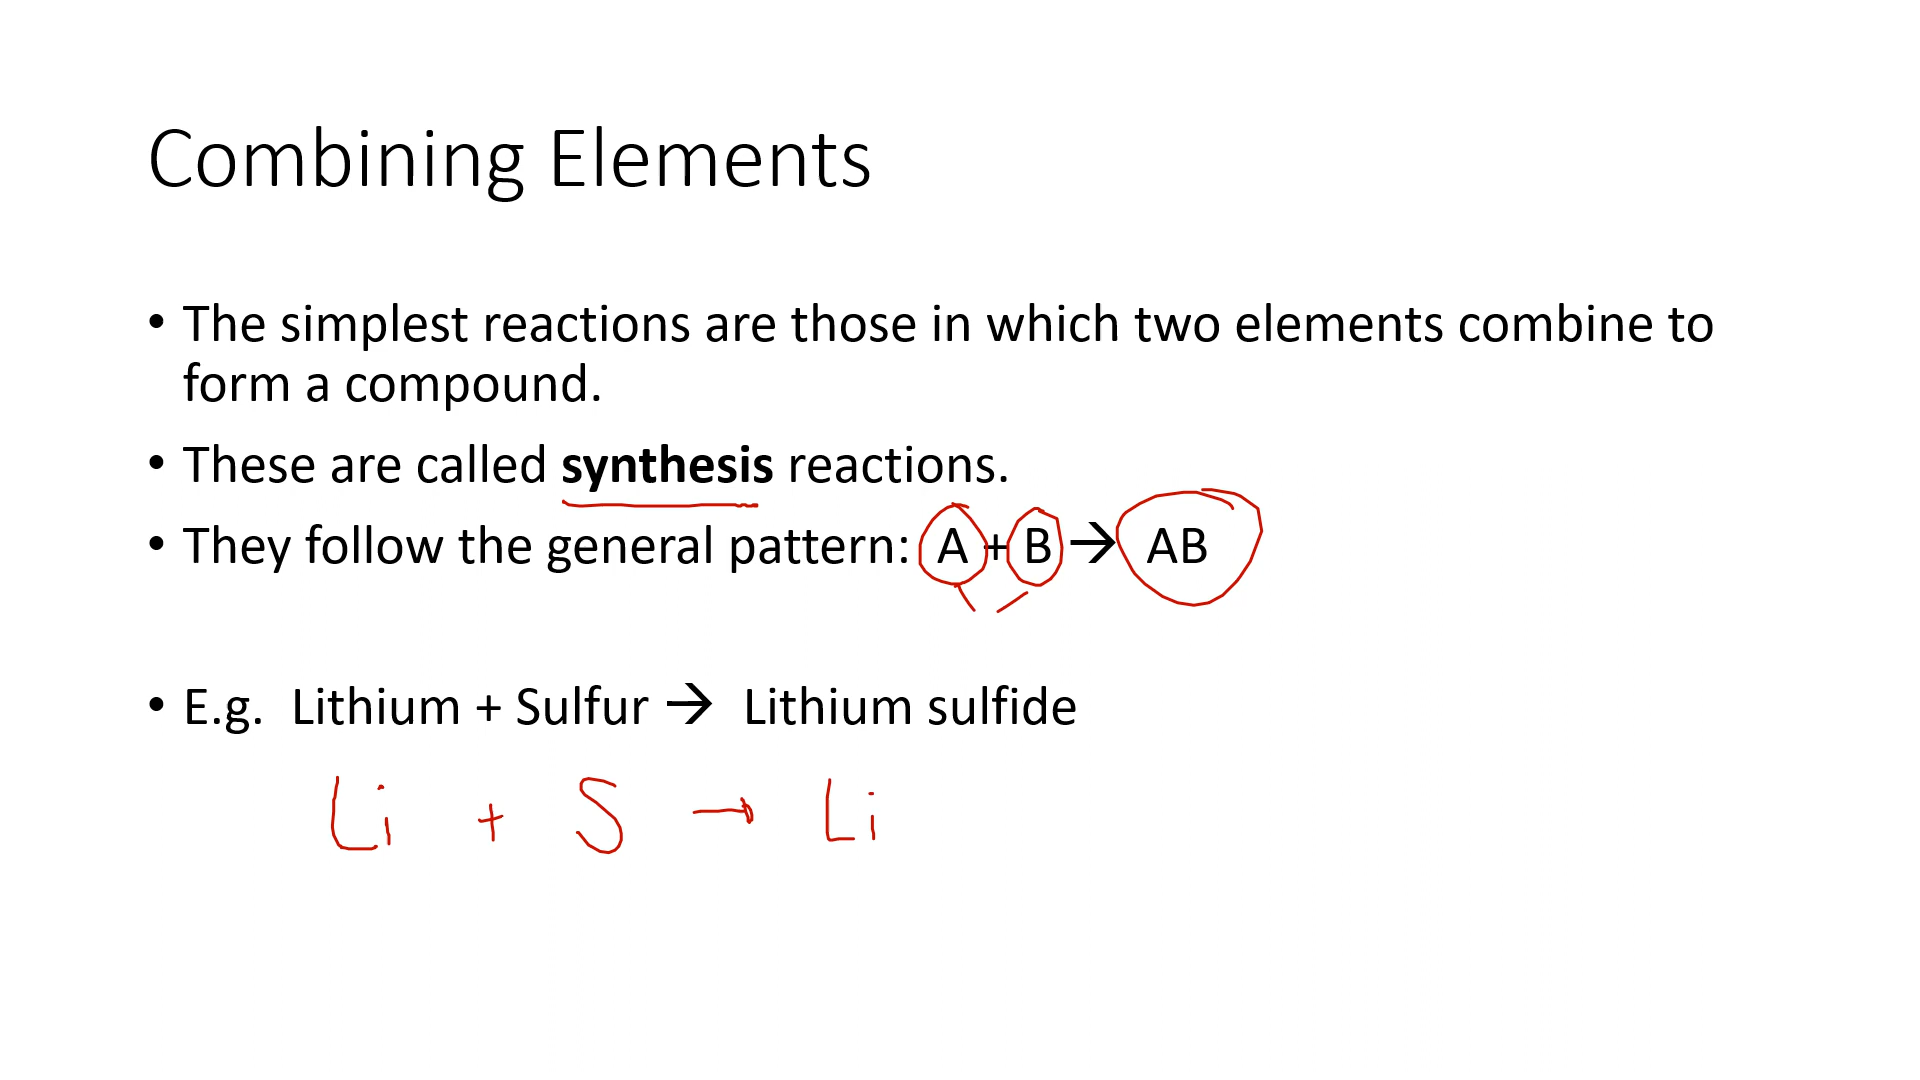 Combining Elements
• The simplest reactions are those in which two elements combine to
form a compound.
• These are called synthesis reactions.
• They follow the general pattern: A + B → AB
• E.g. Lithium + Sulfur → Lithium sulfide
Li + S → Li